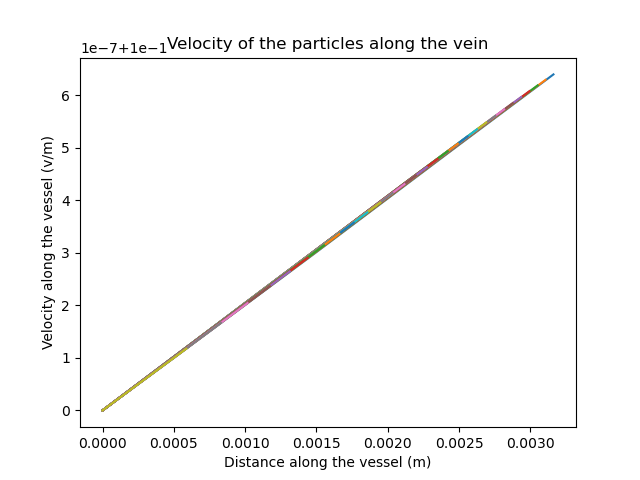 Velocity of the particles along the vein
1e−7+1e−1
6
5
4
3
2
1
0
Velocity along the vessel (v/m)
0.0000 0.0005 0.0010 0.0015 0.0020 0.0025 0.0030
Distance along the vessel (m)